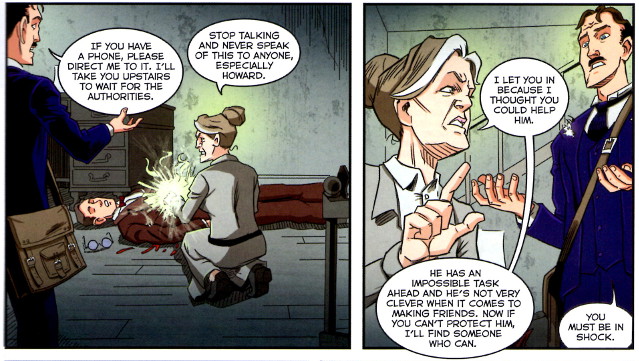 IF YOU HAVE
A PHONE, PLEASE
DIRECT ME TO IT. I'LL
TAKE YOU UPSTAIRS
TO WAIT FOR THE
AUTHORITIES.
STOP TALKING
AND NEVER SPEAK
OF THIS TO ANYONE,
ESPECIALLY
HOWARD.
I LET YOU IN
BECAUSE I
THOUGHT YOU
COULD HELP
HIM.
HE HAS AN
IMPOSSIBLE TASK
AHEAD AND HE'S NOT VERY
CLEVER WHEN IT COMES TO
MAKING FRIENDS. NOW IF
YOU CAN'T PROTECT HIM,
I'LL FIND SOMEONE
WHO CAN.
YOU
MUST BE IN
SHOCK.